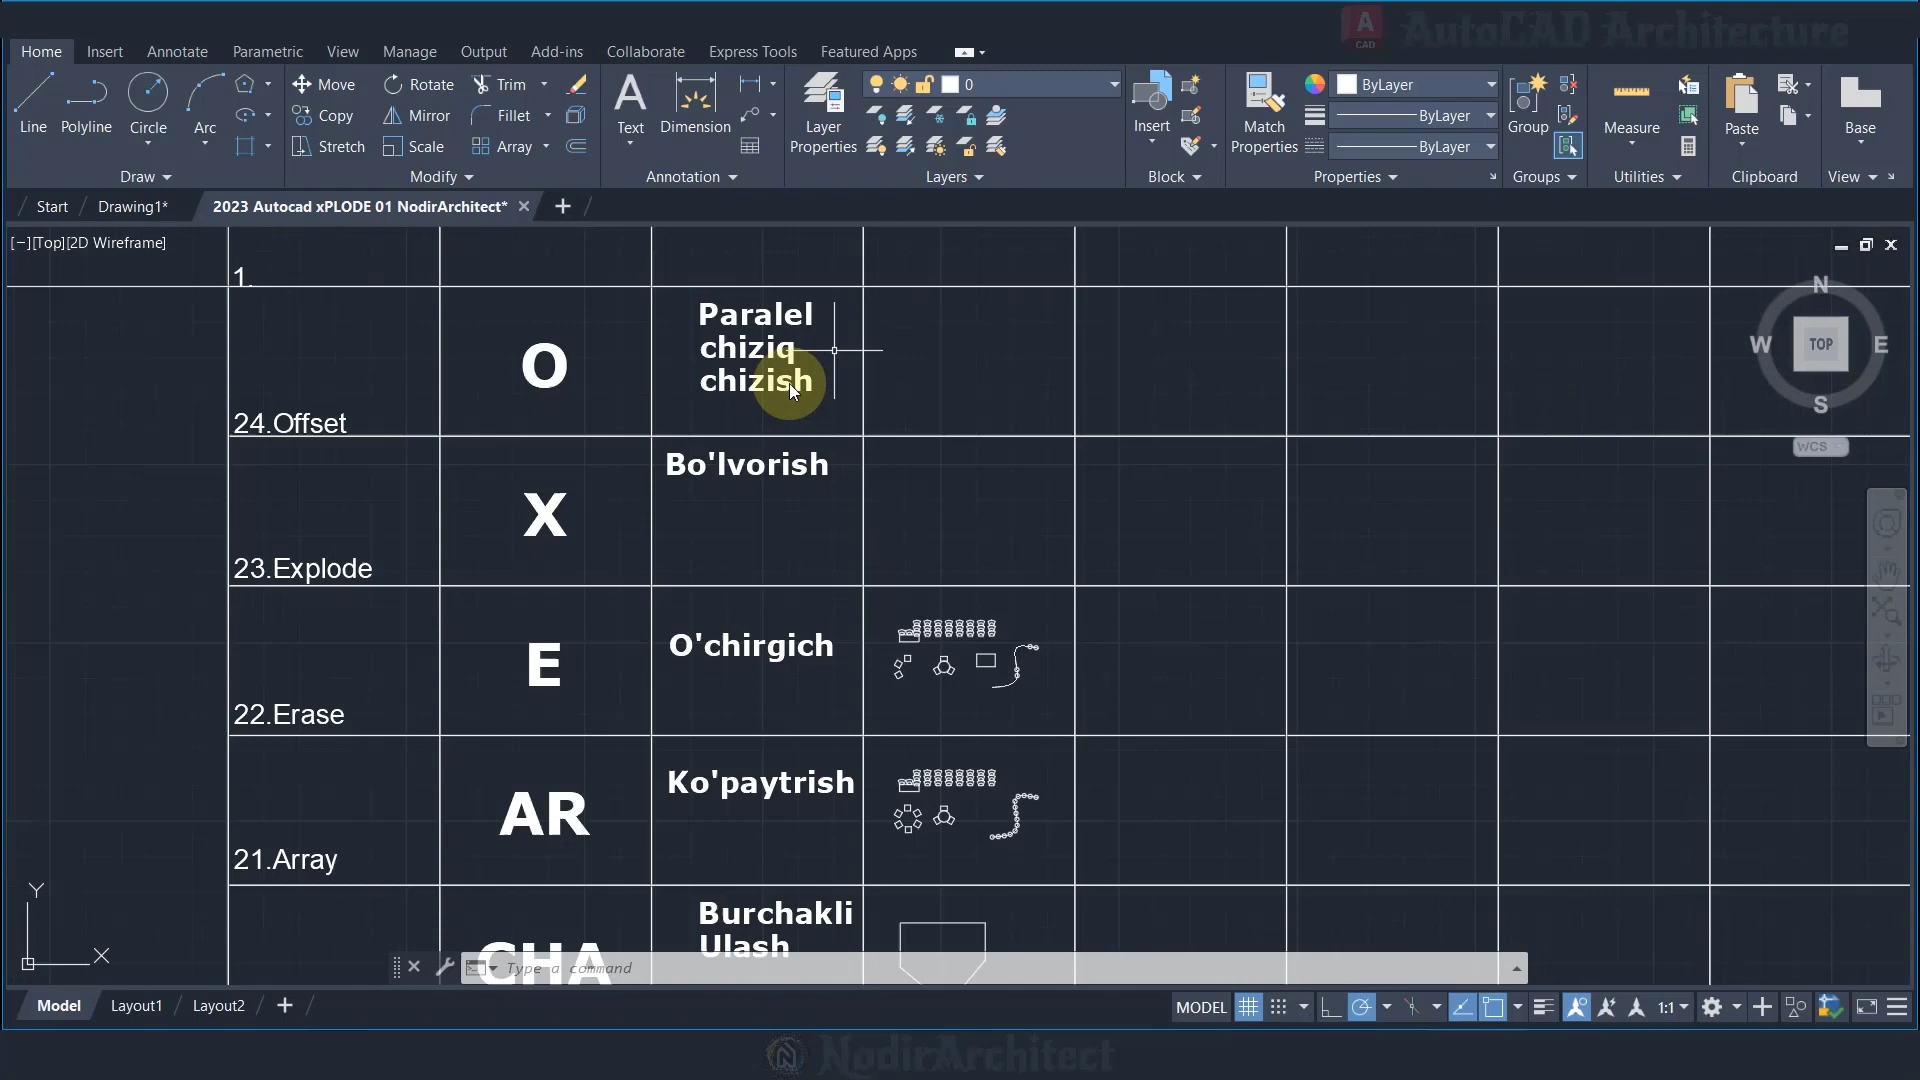 A
CAD
AutoCAD Architecture
Home Insert Annotate Parametric View Manage Output Add-ins Collaborate Express Tools Featured Apps
Line
Polyline
Circle
Arc
Draw
Move
Rotate
Trim
Copy
Mirror
Fillet
Stretch
Scale
Array
Modify
A
Text
Dimension
Annotation
Layer
Properties
0
Layers
Insert
Block
Match
Properties
ByLayer
ByLayer
ByLayer
Properties
Group
Groups
Measure
Utilities
Paste
Clipboard
Base
View
Start
Drawing1*
2023 Autocad xPLODE 01 NodirArchitect*
[−][Top][2D Wireframe]
1.
O
Paralel
chiziq
chizish
24.Offset
X
Bo'lvorish
23.Explode
E
O'chirgich
22.Erase
AR
Ko'paytrish
21.Array
CHA
Burchakli
Ulash
N
W
TOP
E
S
WCS
Y
X
Type a command
Model
Layout1
Layout2
MODEL
1:1
NodirArchitect